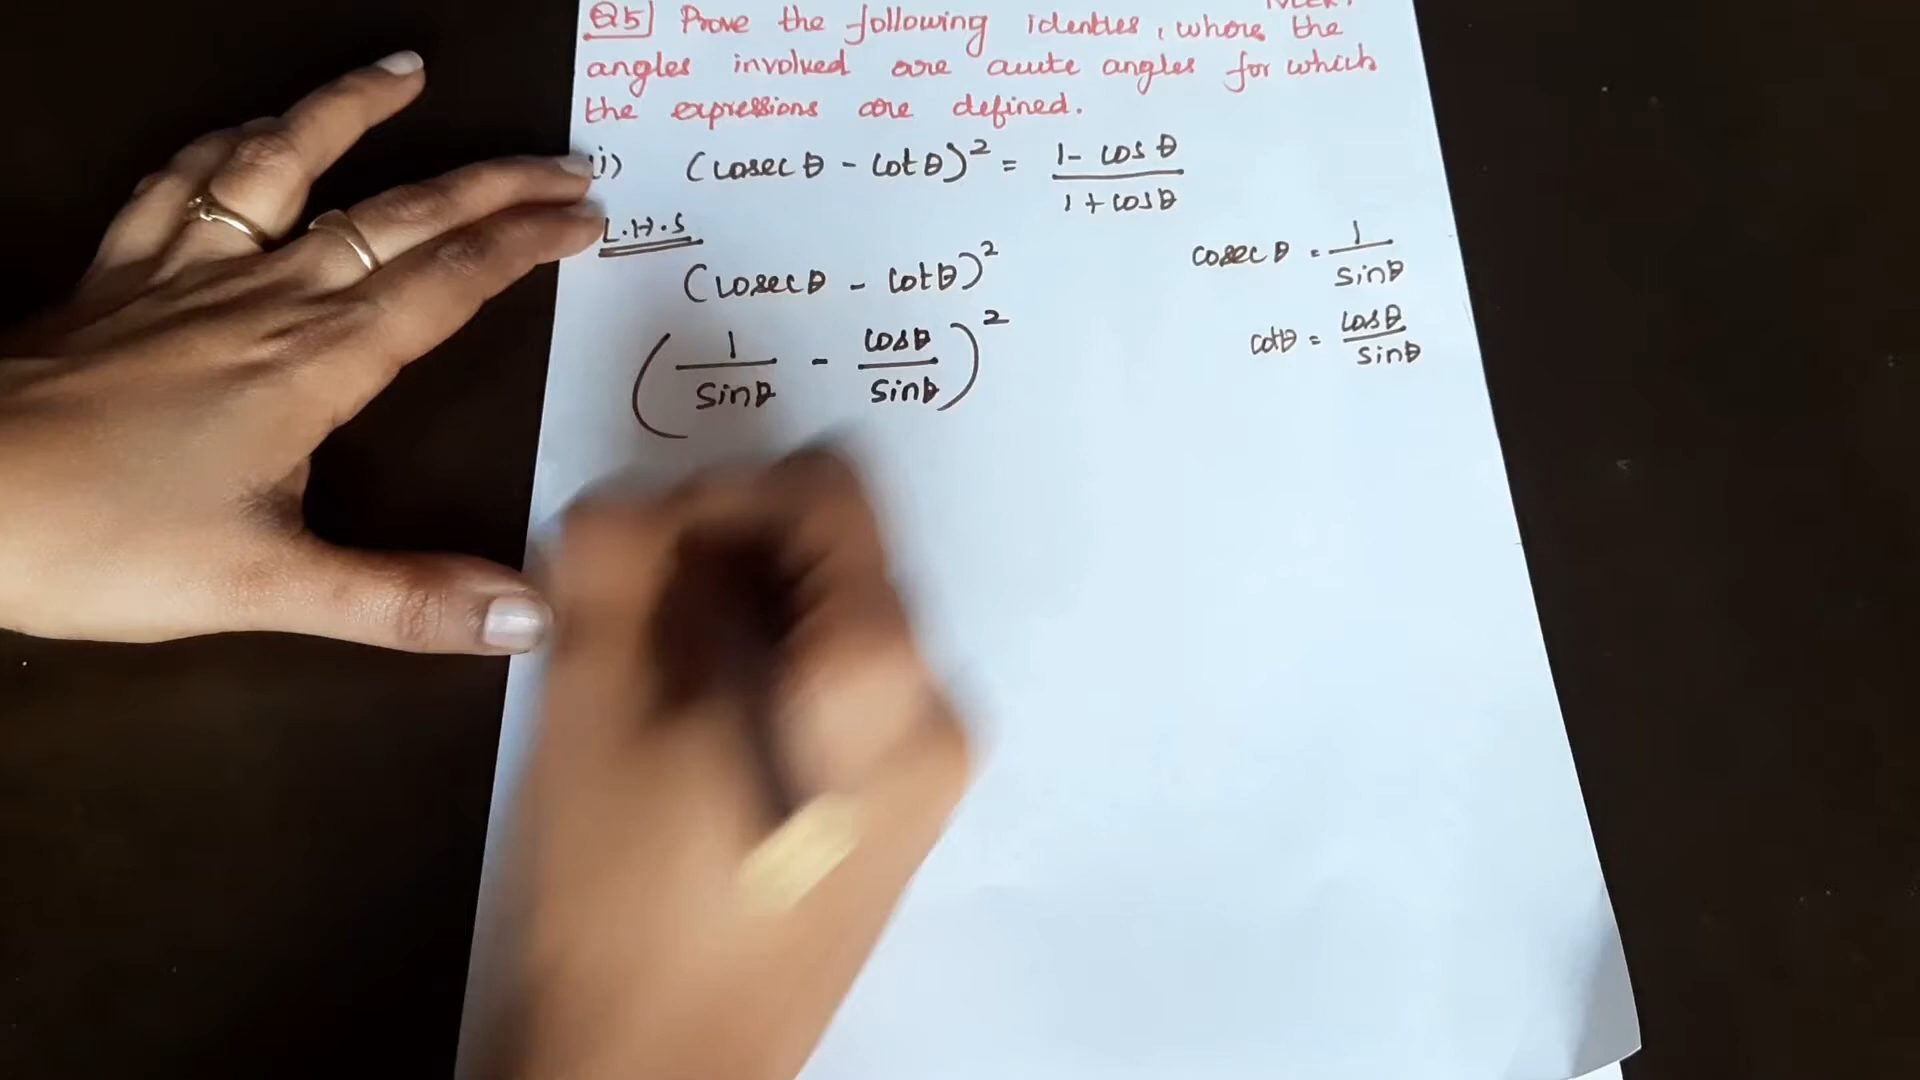 Q5] Prove the following identies, where the
angles involved are acute angles for which
the expressions are defined.
i) (cosec θ - cot θ)² = (1 - cos θ)/(1 + cos θ)
L.H.S
(cosec θ - cot θ)²
cosec θ = 1/sin θ
(1/sin θ - cos θ/sin θ)²
cot θ = cos θ/sin θ